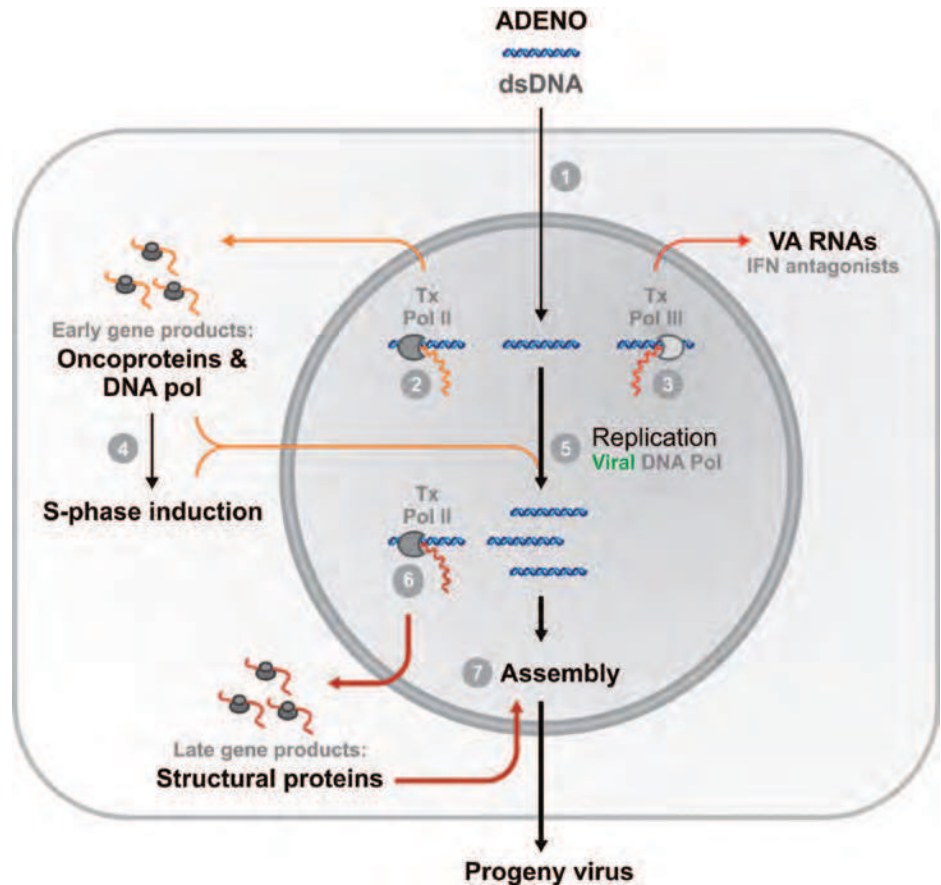 ADENO
dsDNA
1
VA RNAs
IFN antagonists
Tx
Pol II
2
Tx
Pol III
3
Early gene products:
Oncoproteins &
DNA pol
4
S-phase induction
5
Replication
Viral DNA Pol
Tx
Pol II
6
7
Assembly
Late gene products:
Structural proteins
Progeny virus